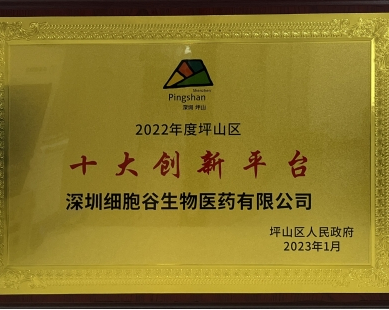 Shenzhen
Pingshan
深圳 坪山
2022年度坪山区
十大创新平台
深圳细胞谷生物医药有限公司
坪山区人民政府
2023年1月